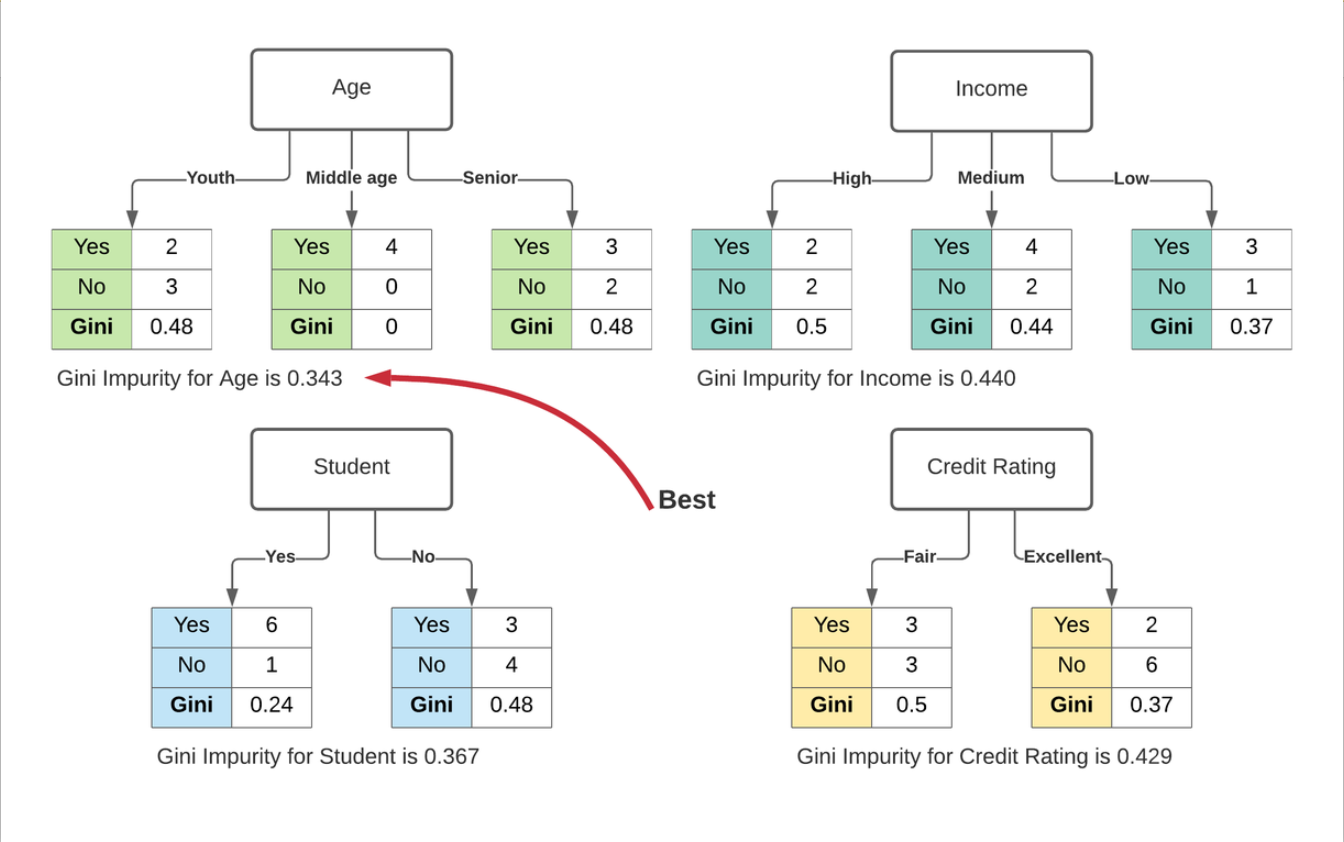 Age
Youth Middle age Senior
Yes 2 Yes 4 Yes 3
No 3 No 0 No 2
Gini 0.48 Gini 0 Gini 0.48
Gini Impurity for Age is 0.343
Income
High Medium Low
Yes 2 Yes 4 Yes 3
No 2 No 2 No 1
Gini 0.5 Gini 0.44 Gini 0.37
Gini Impurity for Income is 0.440
Best
Student
Yes No
Yes 6 Yes 3
No 1 No 4
Gini 0.24 Gini 0.48
Gini Impurity for Student is 0.367
Credit Rating
Fair Excellent
Yes 3 Yes 2
No 3 No 6
Gini 0.5 Gini 0.37
Gini Impurity for Credit Rating is 0.429